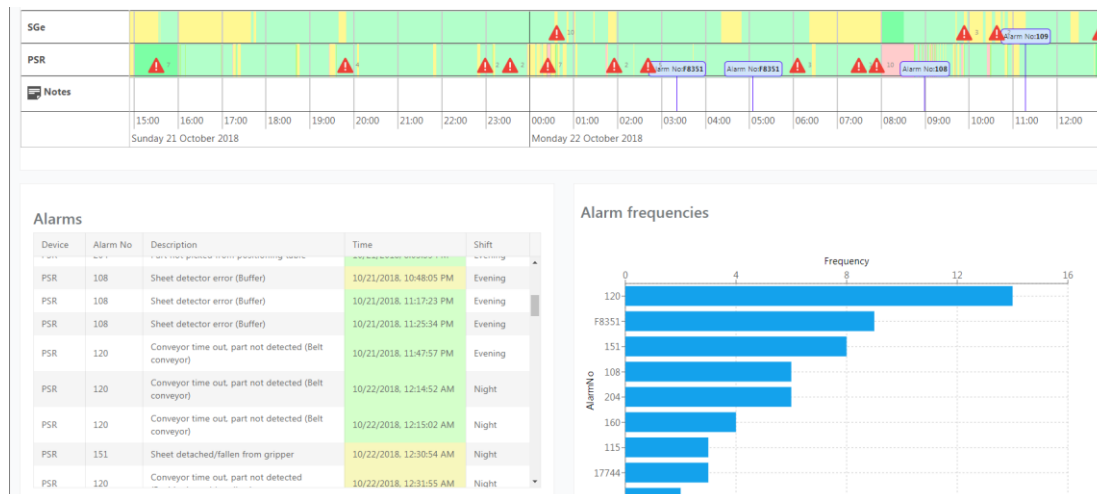 SGe
10
Alarm No:109
PSR
7
4
2
2
7
2
Alarm No:F8351
Alarm No:F8351
3
10
Alarm No:108
Notes
15:00 16:00 17:00 18:00 19:00 20:00 21:00 22:00 23:00 00:00 01:00 02:00 03:00 04:00 05:00 06:00 07:00 08:00 09:00 10:00 11:00 12:00
Sunday 21 October 2018 Monday 22 October 2018
Alarms
Device Alarm No Description Time Shift
PSR 108 Sheet detector error (Buffer) 10/21/2018, 10:48:05 PM Evening
PSR 108 Sheet detector error (Buffer) 10/21/2018, 11:17:23 PM Evening
PSR 108 Sheet detector error (Buffer) 10/21/2018, 11:25:34 PM Evening
PSR 120 Conveyor time out, part not detected (Belt
conveyor) 10/21/2018, 11:47:57 PM Evening
PSR 120 Conveyor time out, part not detected (Belt
conveyor) 10/22/2018, 12:14:52 AM Night
PSR 120 Conveyor time out, part not detected (Belt
conveyor) 10/22/2018, 12:15:02 AM Night
PSR 151 Sheet detached/fallen from gripper 10/22/2018, 12:30:54 AM Night
PSR 120 Conveyor time out, part not detected 10/22/2018, 12:31:55 AM Night
Alarm frequencies
Frequency
0 4 8 12 16
AlarmNo
120
F8351
151
108
204
160
115
17744